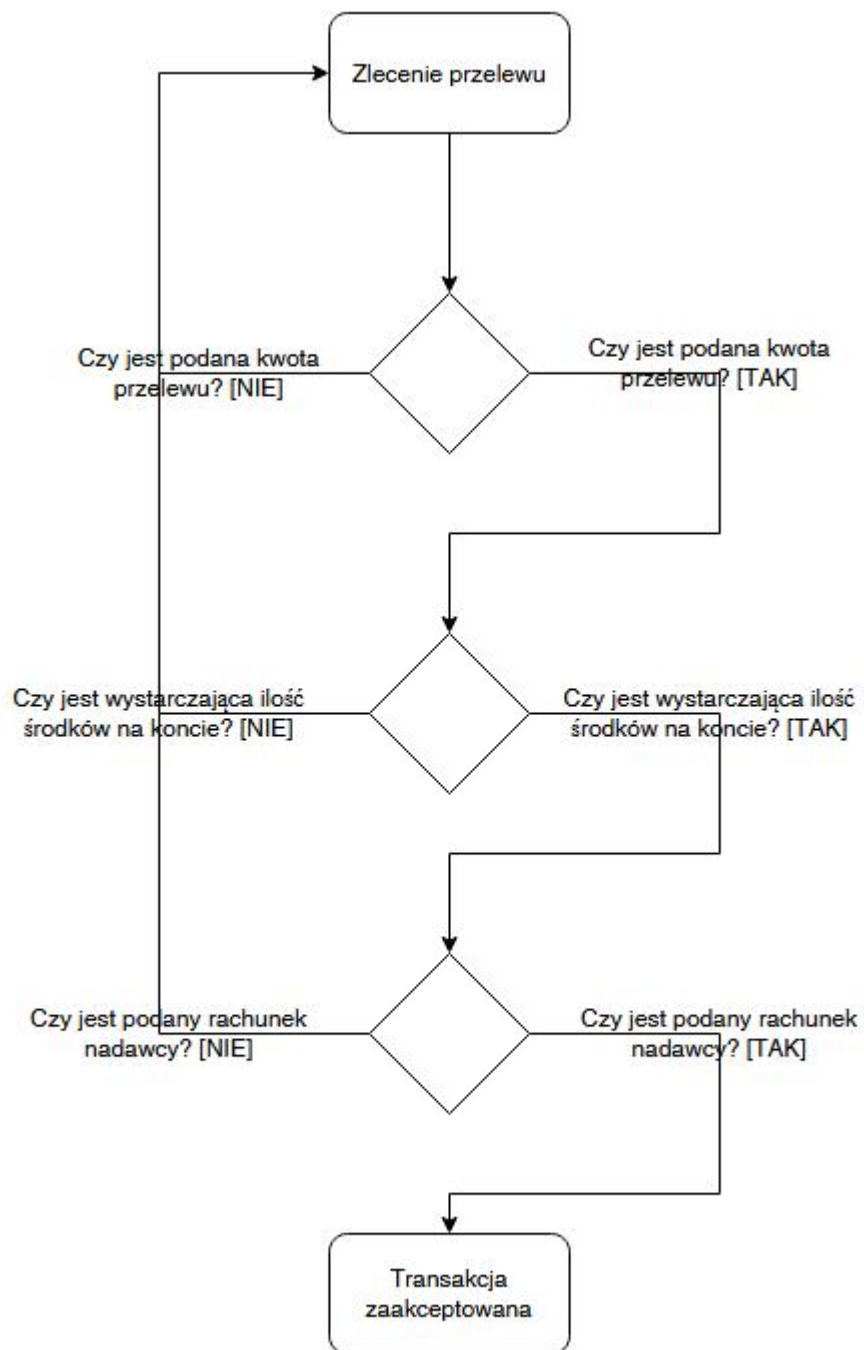 Zlecenie przelewu
Czy jest podana kwota
przelewu? [NIE]
Czy jest podana kwota
przelewu? [TAK]
Czy jest wystarczająca ilość
środków na koncie? [NIE]
Czy jest wystarczająca ilość
środków na koncie? [TAK]
Czy jest podany rachunek
nadawcy? [NIE]
Czy jest podany rachunek
nadawcy? [TAK]
Transakcja
zaakceptowana